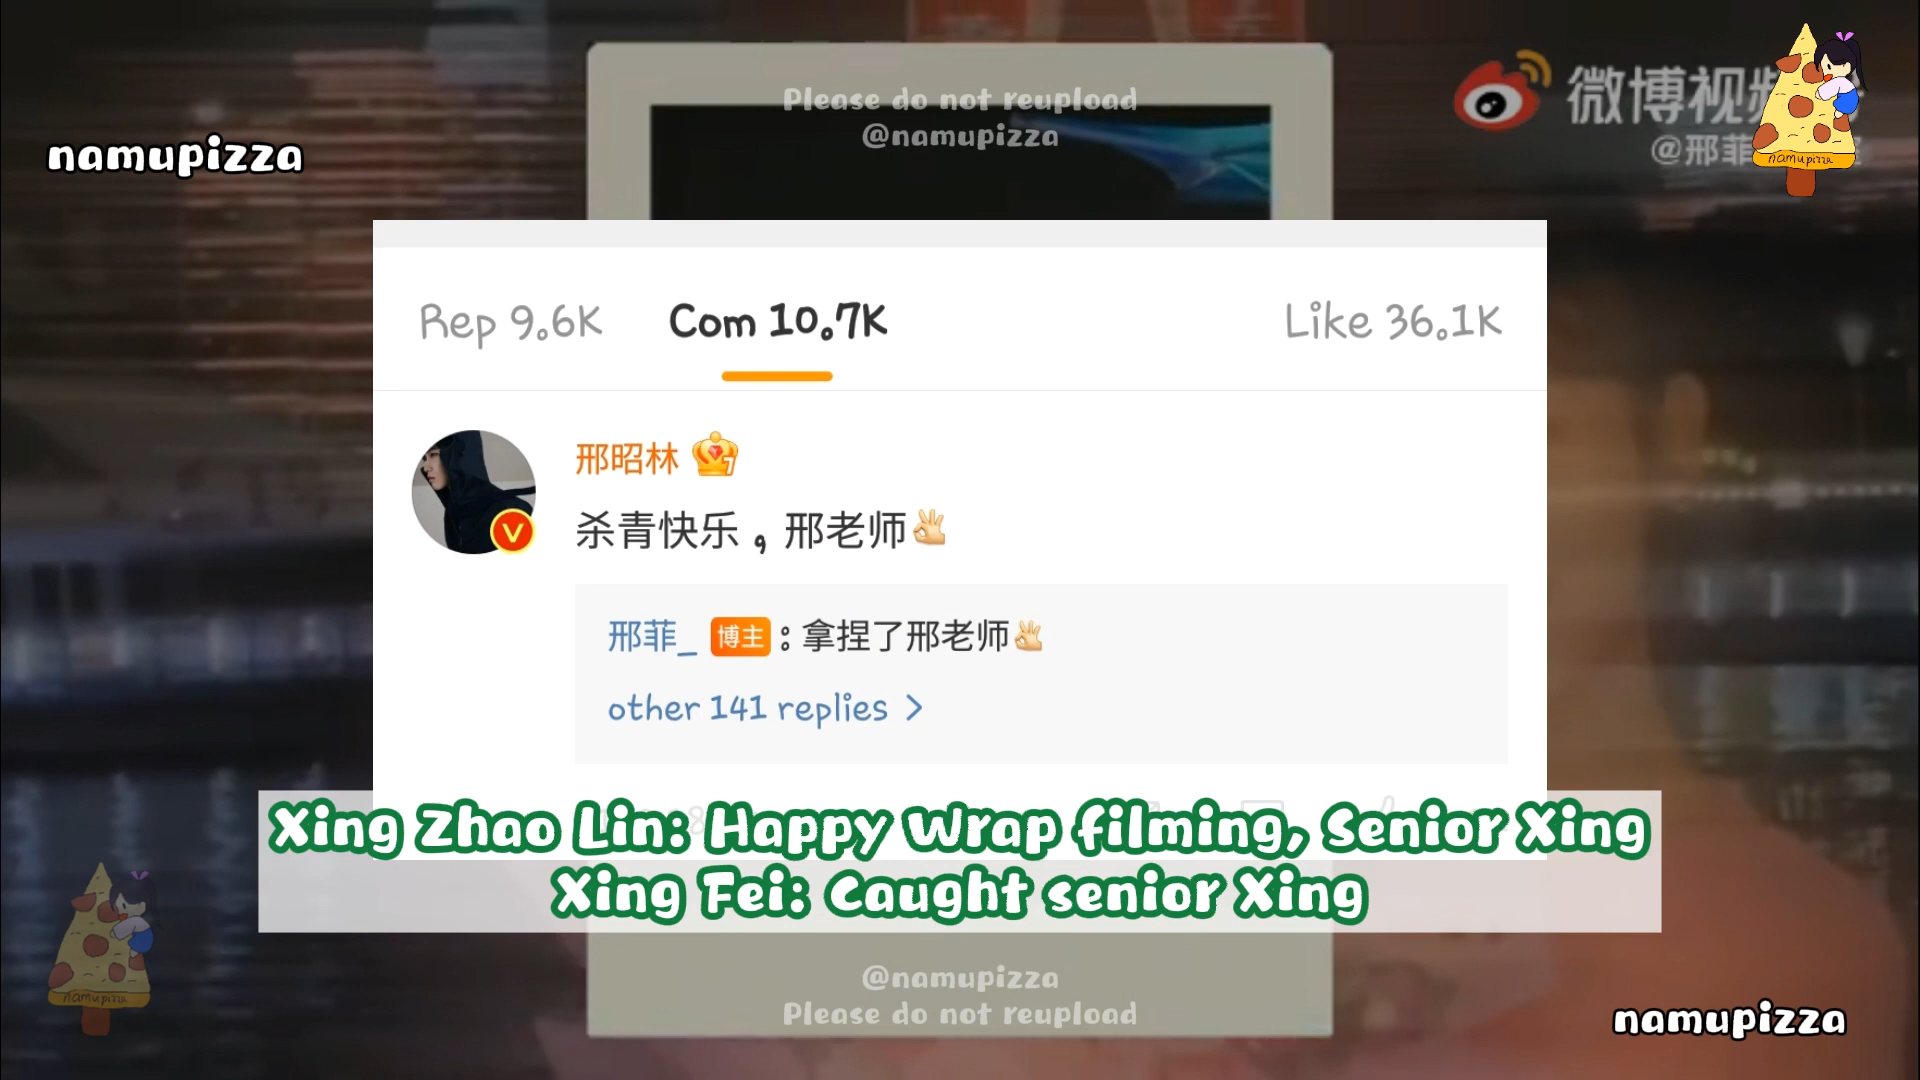 Please do not reupload
@namupizza
namupizza
微博视频
@邢菲
namupizza
Rep 9.6K Com 10.7K Like 36.1K
邢昭林
杀青快乐，邢老师👌
邢菲_ 博主：拿捏了邢老师👌
other 141 replies >
Xing Zhao Lin: Happy Wrap filming, Senior Xing
Xing Fei: Caught senior Xing
namupizza
@namupizza
Please do not reupload
namupizza